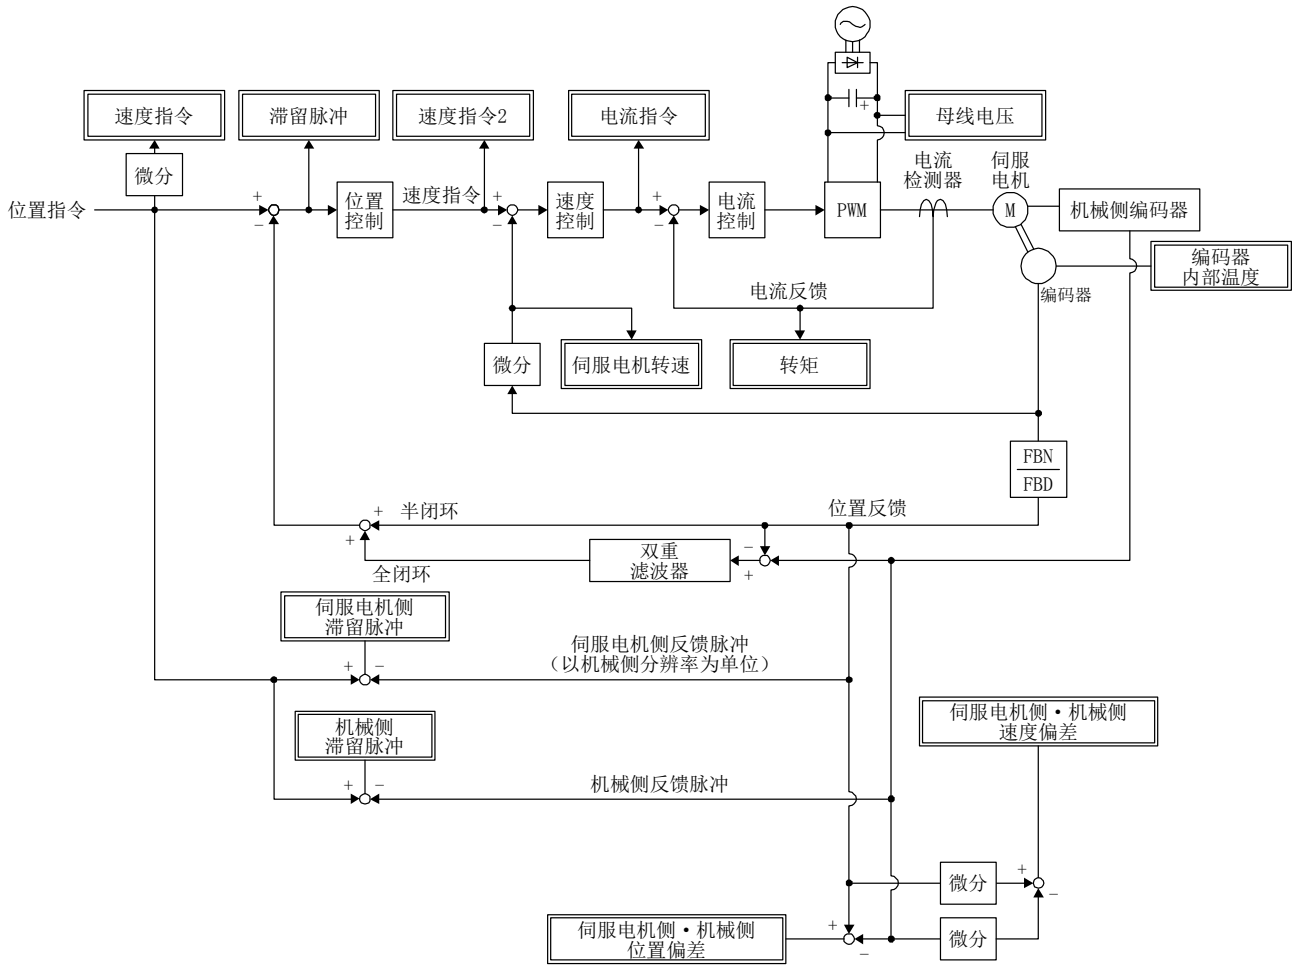 速度指令
滞留脉冲
速度指令2
电流指令
母线电压
微分
电流
检测器
伺服
电机
位置指令
+
−
位置
控制
速度指令
+
−
速度
控制
+
−
电流
控制
PWM
+
M
机械侧编码器
编码器
内部温度
编码器
电流反馈
微分
伺服电机转速
转矩
FBN
FBD
位置反馈
+
半闭环
+
全闭环
双重
滤波器
−
+
伺服电机侧
滞留脉冲
+
−
伺服电机侧反馈脉冲
（以机械侧分辨率为单位）
机械侧
滞留脉冲
+
−
机械侧反馈脉冲
伺服电机侧・机械侧
速度偏差
微分
+
−
伺服电机侧・机械侧
位置偏差
+
−
微分